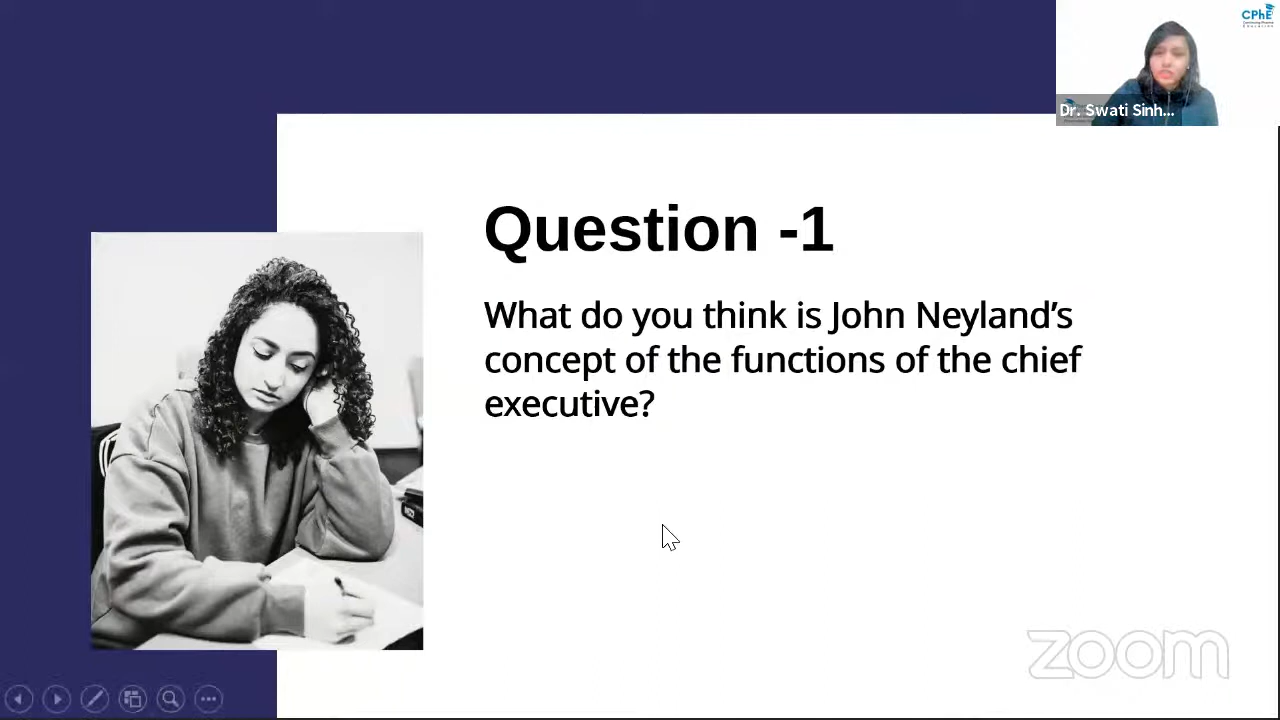 CPhE
Dr. Swati Sinh...
Question -1
What do you think is John Neyland’s
concept of the functions of the chief
executive?
zoom